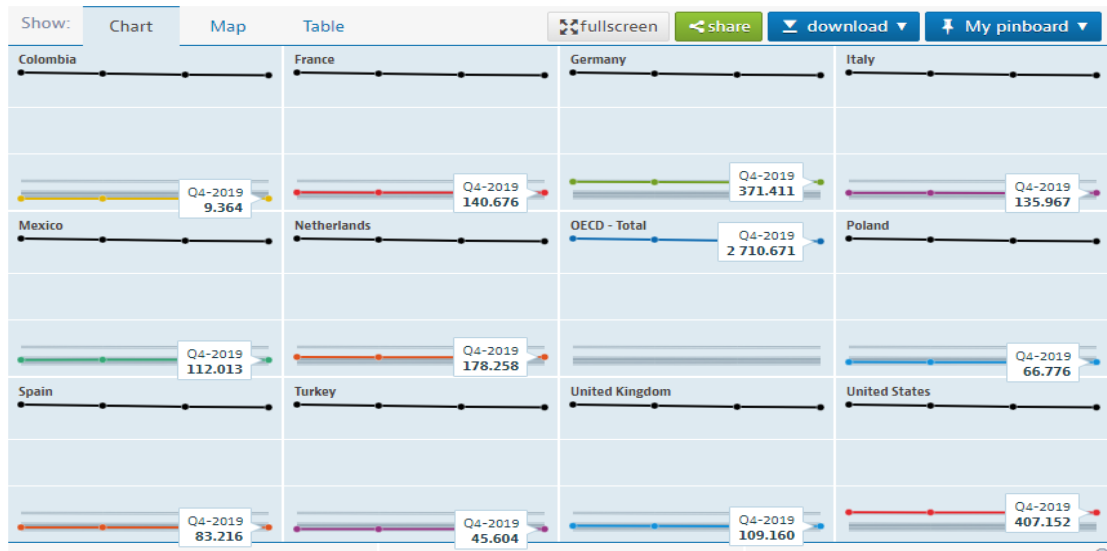 Show: Chart Map Table fullscreen share download ▼ My pinboard ▼
Colombia
Q4-2019
9.364
France
Q4-2019
140.676
Germany
Q4-2019
371.411
Italy
Q4-2019
135.967
Mexico
Q4-2019
112.013
Netherlands
Q4-2019
178.258
OECD - Total
Q4-2019
2 710.671
Poland
Q4-2019
66.776
Spain
Q4-2019
83.216
Turkey
Q4-2019
45.604
United Kingdom
Q4-2019
109.160
United States
Q4-2019
407.152